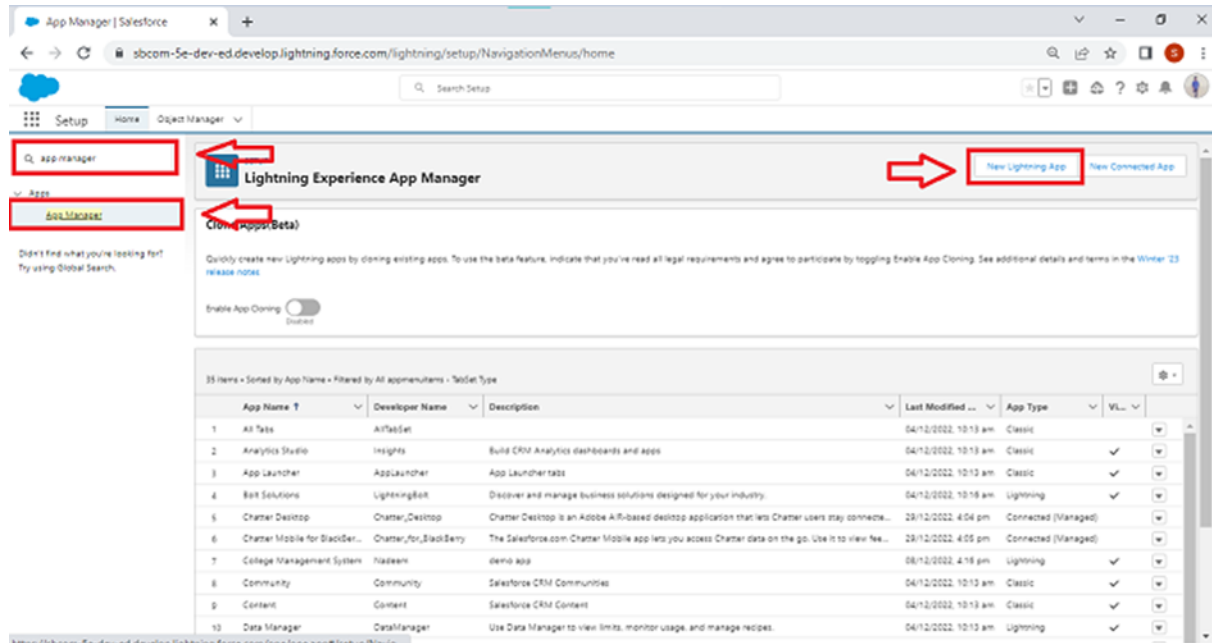 App Manager | Salesforce
sbcom-5e-dev-ed.develop.lightning.force.com/lightning/setup/NavigationMenus/home
S
Search Setup
Setup
Home
Object Manager
app manager
Apps
App Manager
Didn't find what you're looking for?
Try using Global Search.
Lightning Experience App Manager
New Lightning App
New Connected App
Apps(Beta)
Quickly create new Lightning apps by cloning existing apps. To use the beta feature, indicate that you've read all legal requirements and agree to participate by toggling Enable App Cloning. See additional details and terms in the Winter '23
release notes
Enable App Cloning
Disabled
35 items • Sorted by App Name • Filtered by All appmenuitems - TabSet Type
App Name ↑ Developer Name Description Last Modified ... App Type Vi...
1 All Tabs AllTabSet 04/12/2022, 10:13 am Classic
2 Analytics Studio Insights Build CRM Analytics dashboards and apps 04/12/2022, 10:13 am Classic
3 App Launcher AppLauncher App Launcher tabs 04/12/2022, 10:13 am Classic
4 Bolt Solutions LightningBolt Discover and manage business solutions designed for your industry. 04/12/2022, 10:16 am Lightning
5 Chatter Desktop Chatter_Desktop Chatter Desktop is an Adobe AIR-based desktop application that lets Chatter users stay connecte... 29/12/2022, 4:04 pm Connected (Managed)
6 Chatter Mobile for BlackBer... Chatter_for_BlackBerry The Salesforce.com Chatter Mobile app lets you access Chatter data on the go. Use it to view fee... 29/12/2022, 4:05 pm Connected (Managed)
7 College Management System Nadeem demo app 08/12/2022, 4:16 pm Lightning
8 Community Community Salesforce CRM Communities 04/12/2022, 10:13 am Classic
9 Content Content Salesforce CRM Content 04/12/2022, 10:13 am Classic
10 Data Manager DataManager Use Data Manager to view limits, monitor usage, and manage recipes. 04/12/2022, 10:13 am Lightning